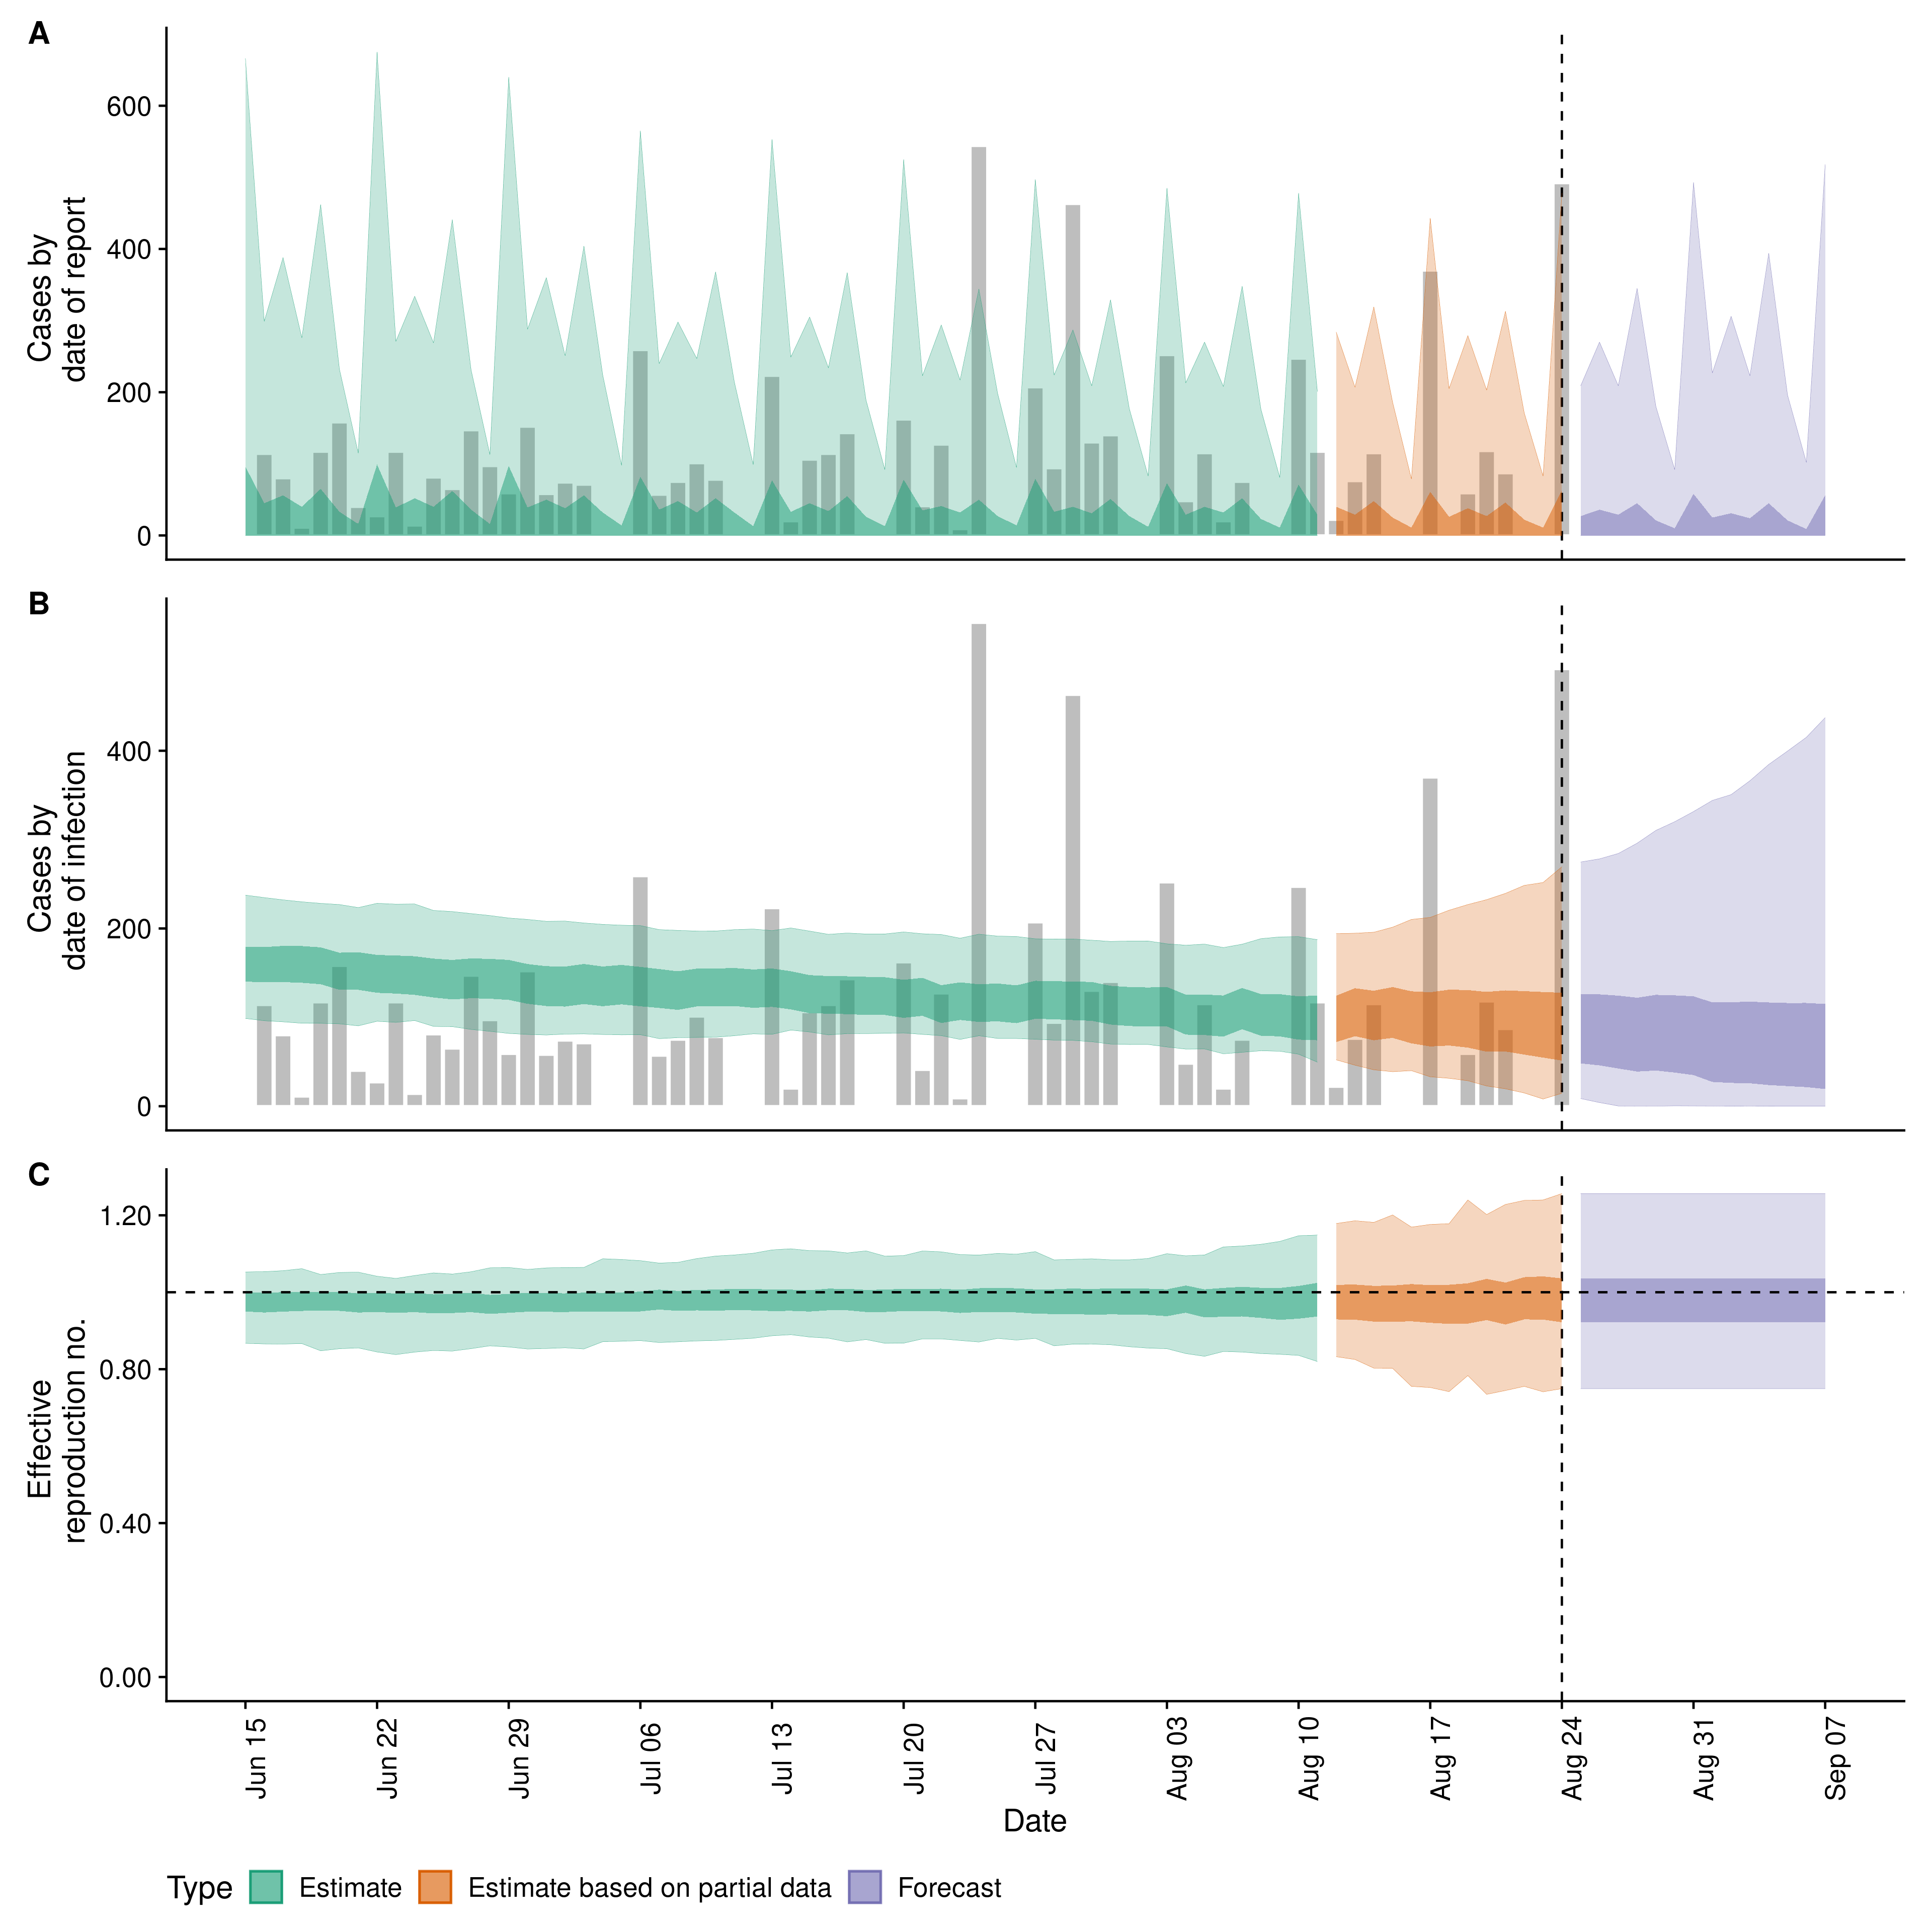 A
Cases by
date of report
600
400
200
0
B
Cases by
date of infection
400
200
0
C
Effective
reproduction no.
1.20
0.80
0.40
0.00
Jun 15
Jun 22
Jun 29
Jul 06
Jul 13
Jul 20
Jul 27
Aug 03
Aug 10
Aug 17
Aug 24
Aug 31
Sep 07
Date
Type Estimate Estimate based on partial data Forecast